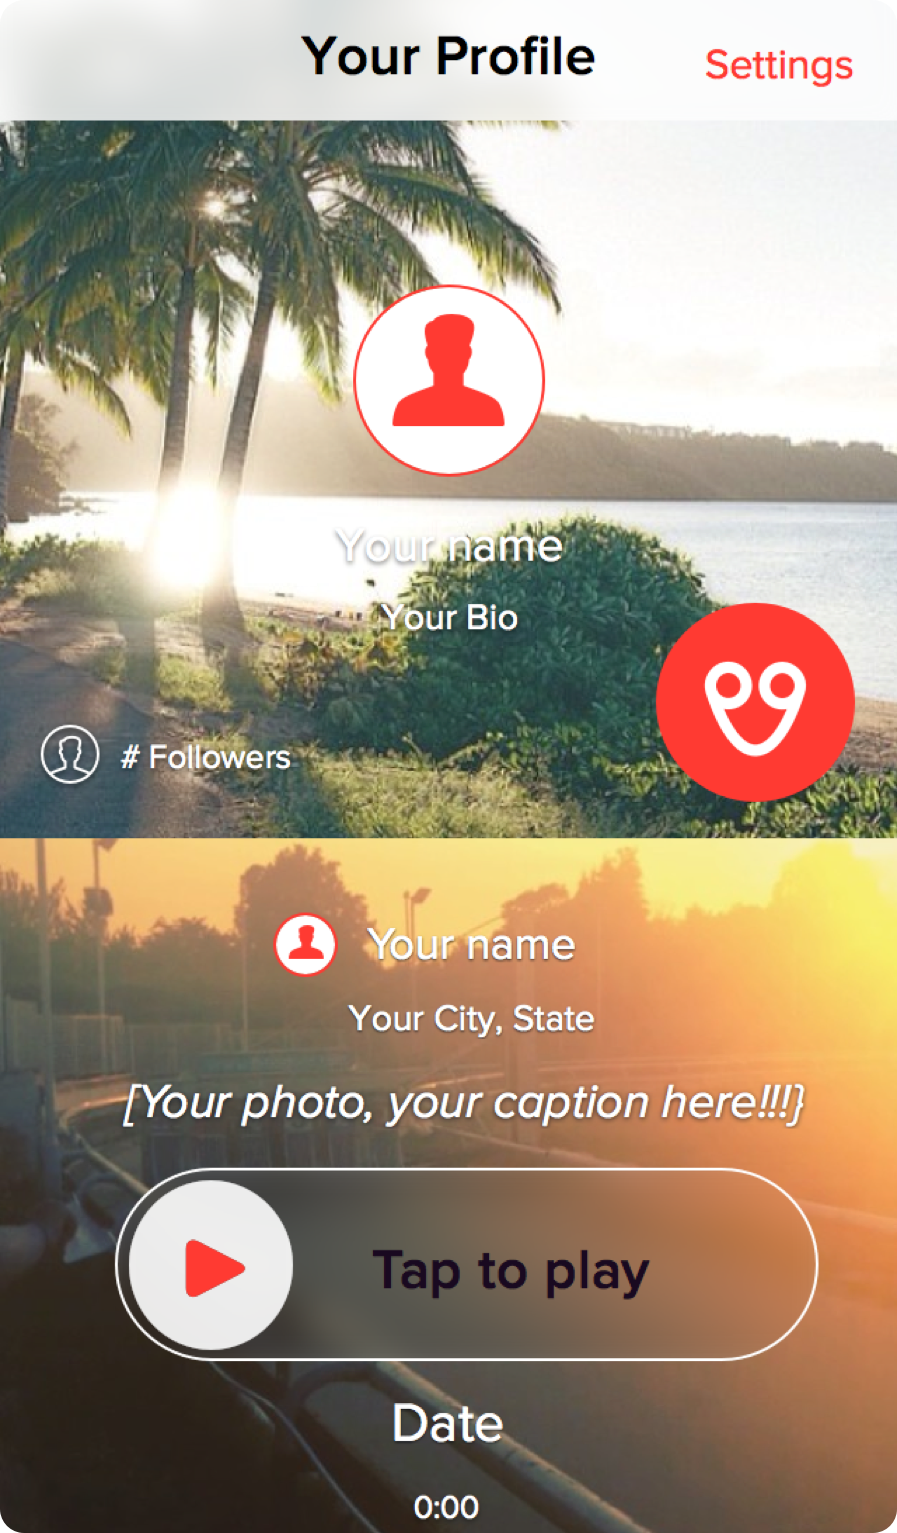 Your Profile
Settings
Your name
Your Bio
# Followers
Your name
Your City, State
[Your photo, your caption here!!!}
Tap to play
Date
0:00